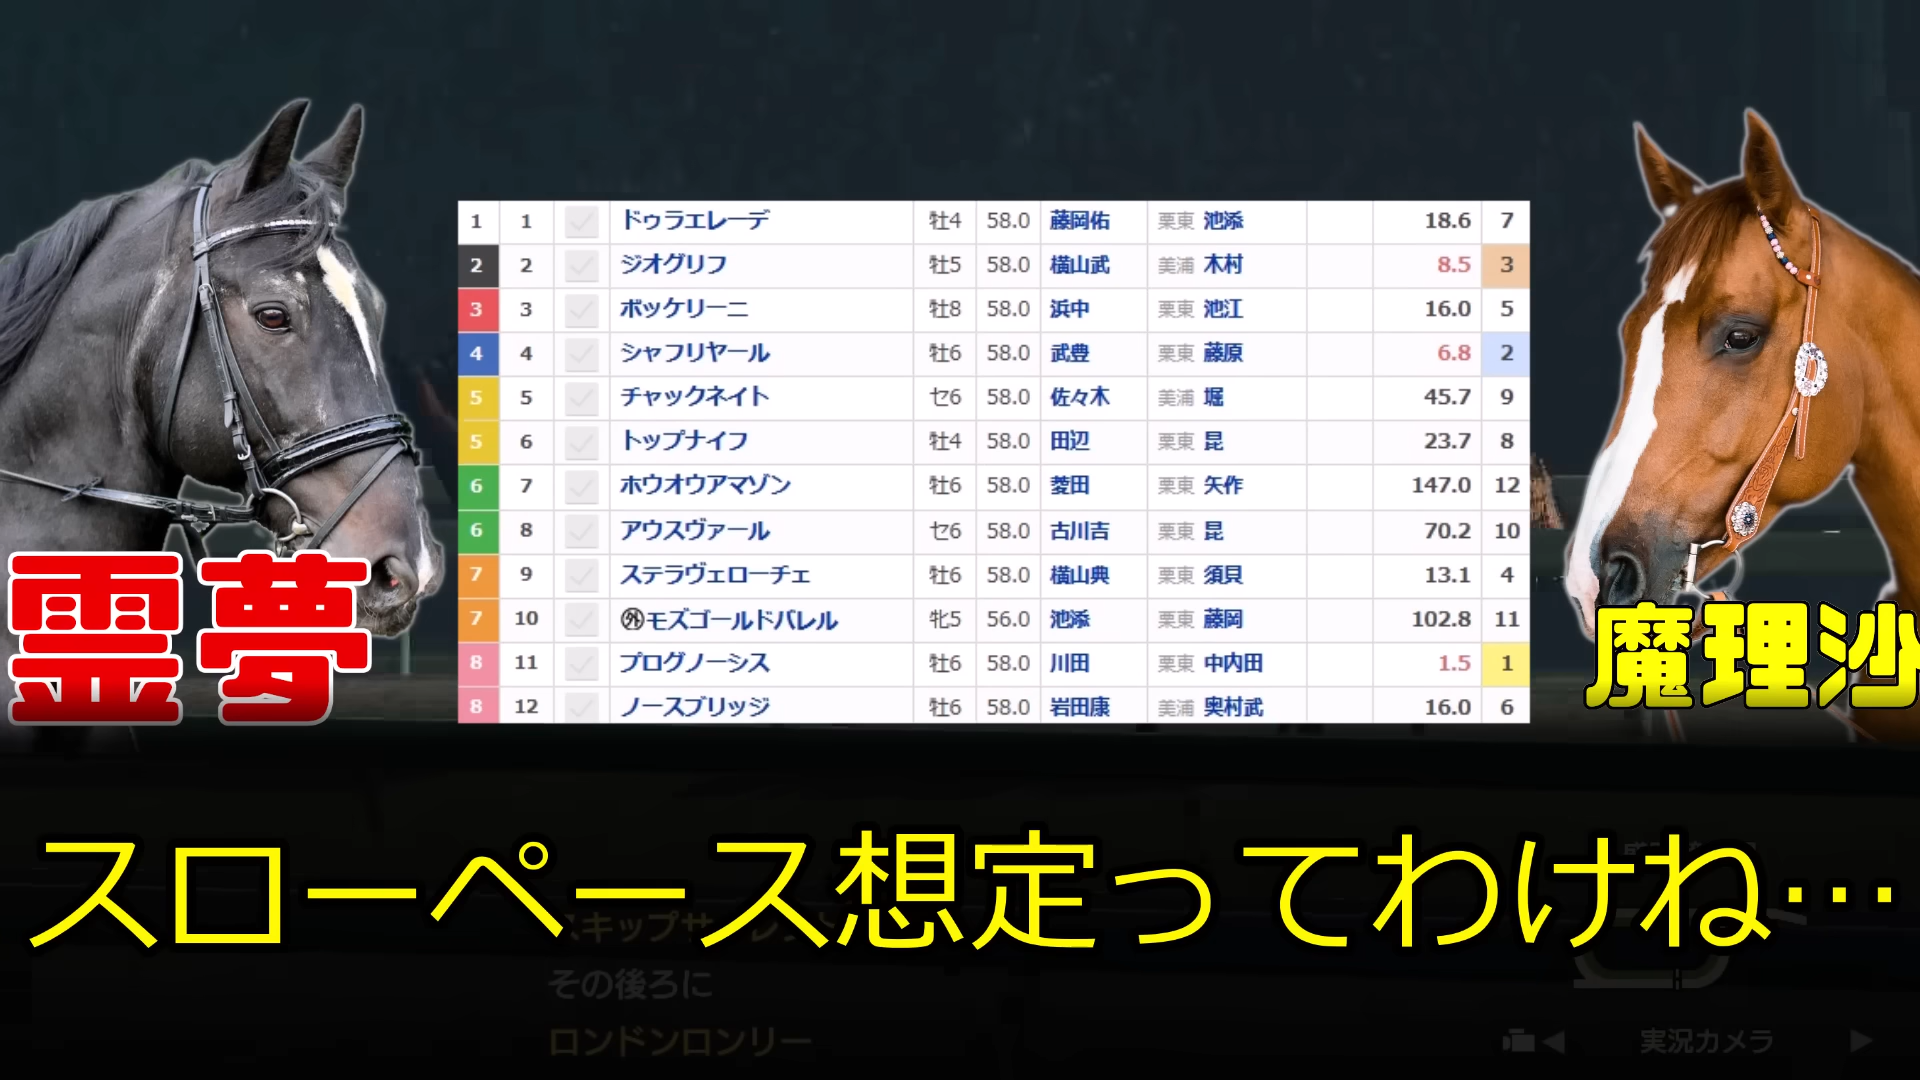 1 1 ドゥラエレーデ 牡4 58.0 藤岡佑 栗東 池添 18.6 7
2 2 ジオグリフ 牡5 58.0 横山武 美浦 木村 8.5 3
3 3 ボッケリーニ 牡8 58.0 浜中 栗東 池江 16.0 5
4 4 シャフリヤール 牡6 58.0 武豊 栗東 藤原 6.8 2
5 5 チャックネイト セ6 58.0 佐々木 美浦 堀 45.7 9
5 6 トップナイフ 牡4 58.0 田辺 栗東 昆 23.7 8
6 7 ホウオウアマゾン 牡6 58.0 菱田 栗東 矢作 147.0 12
6 8 アウスヴァール セ6 58.0 古川吉 栗東 昆 70.2 10
7 9 ステラヴェローチェ 牡6 58.0 横山典 栗東 須貝 13.1 4
7 10 ㊕モズゴールドバレル 牝5 56.0 池添 栗東 藤岡 102.8 11
8 11 プログノーシス 牡6 58.0 川田 栗東 中内田 1.5 1
8 12 ノースブリッジ 牡6 58.0 岩田康 美浦 奥村武 16.0 6
霊夢
魔理沙
スローペース想定ってわけね…
その後ろに
ロンドンロンリー
実況カメラ